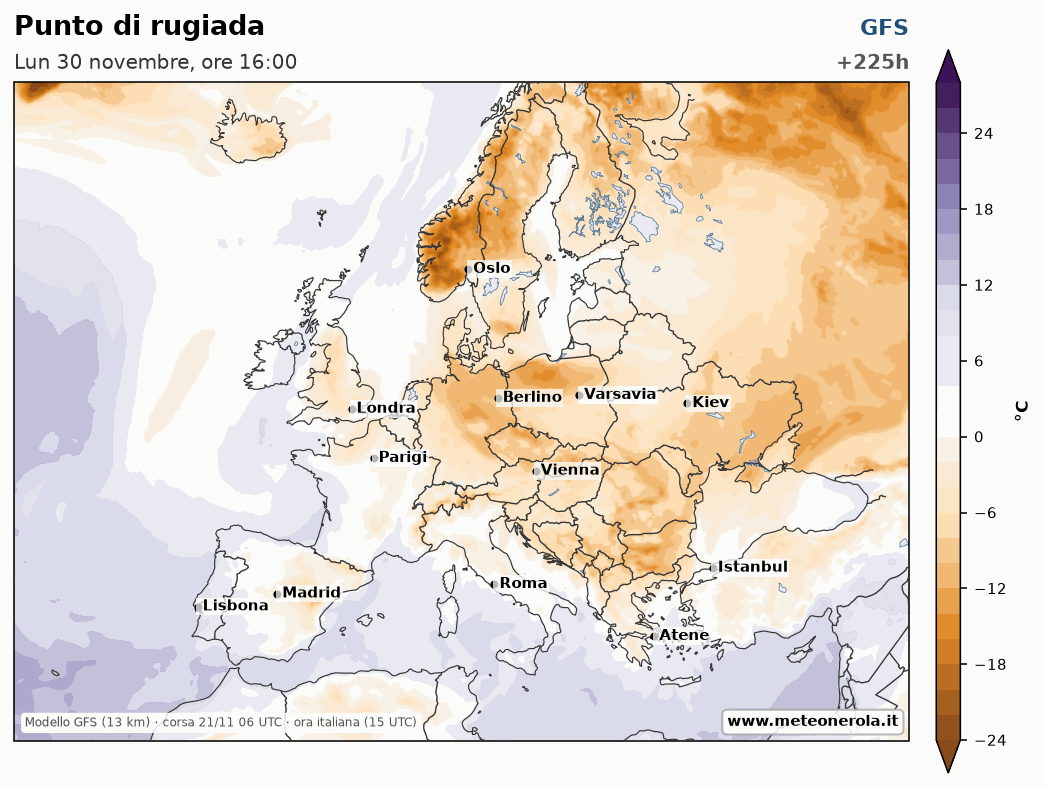 Punto di rugiada
GFS
Lun 30 novembre, ore 16:00
+225h
24
18
12
6
0
−6
−12
−18
−24
°C
Oslo
Londra
Berlino
Varsavia
Kiev
Parigi
Vienna
Madrid
Lisbona
Roma
Istanbul
Atene
Modello GFS (13 km) · corsa 21/11 06 UTC · ora italiana (15 UTC)
www.meteonerola.it